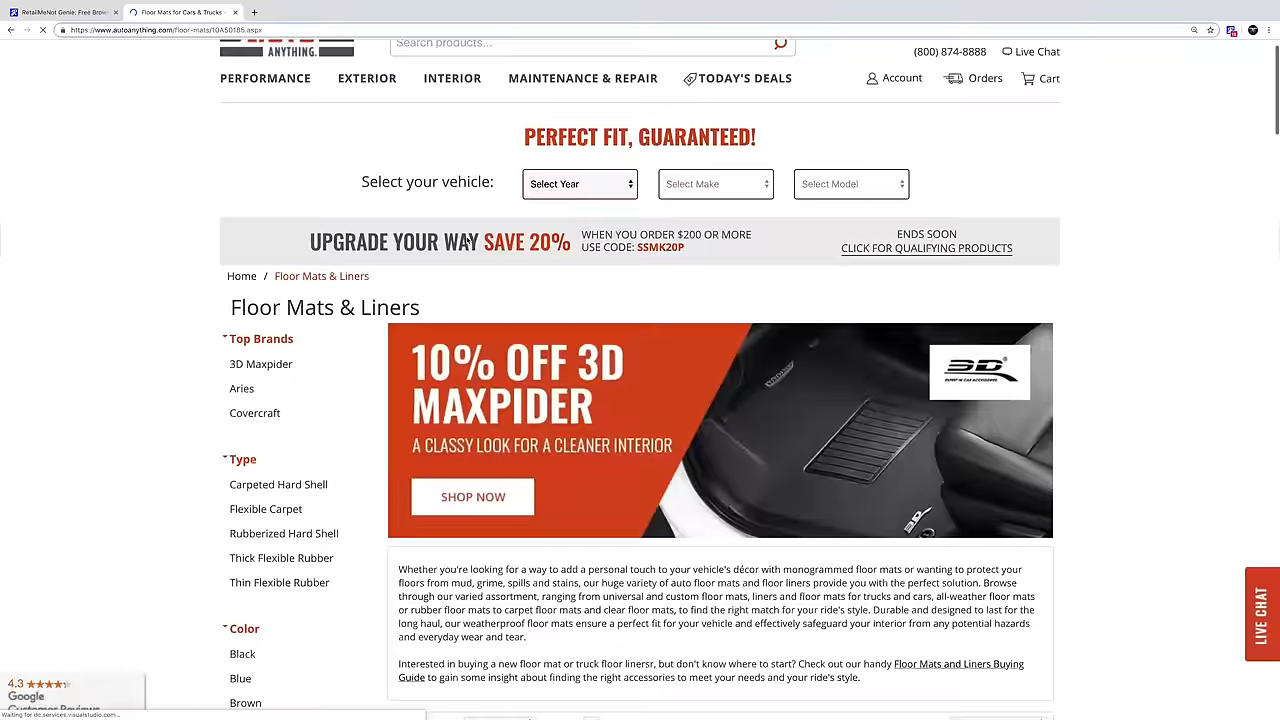 RetailMeNot Genie: Free Brow
Floor Mats for Cars & Trucks -
https://www.autoanything.com/floor-mats/10A50185.aspx
ANYTHING.
Search products...
(800) 874-8888
Live Chat
PERFORMANCE
EXTERIOR
INTERIOR
MAINTENANCE & REPAIR
TODAY'S DEALS
Account
Orders
Cart
PERFECT FIT, GUARANTEED!
Select your vehicle:
Select Year
Select Make
Select Model
UPGRADE YOUR WAY SAVE 20%
WHEN YOU ORDER $200 OR MORE
USE CODE: SSMK20P
ENDS SOON
CLICK FOR QUALIFYING PRODUCTS
Home / Floor Mats & Liners
Floor Mats & Liners
Top Brands
3D Maxpider
Aries
Covercraft
Type
Carpeted Hard Shell
Flexible Carpet
Rubberized Hard Shell
Thick Flexible Rubber
Thin Flexible Rubber
Color
Black
Blue
Brown
10% OFF 3D
MAXPIDER
A CLASSY LOOK FOR A CLEANER INTERIOR
SHOP NOW
3D
EXPERT IN CAR ACCESSORIES
3D
Whether you're looking for a way to add a personal touch to your vehicle's décor with monogrammed floor mats or wanting to protect your
floors from mud, grime, spills and stains, our huge variety of auto floor mats and floor liners provide you with the perfect solution. Browse
through our varied assortment, ranging from universal and custom floor mats, liners and floor mats for trucks and cars, all-weather floor mats
or rubber floor mats to carpet floor mats and clear floor mats, to find the right match for your ride's style. Durable and designed to last for the
long haul, our weatherproof floor mats ensure a perfect fit for your vehicle and effectively safeguard your interior from any potential hazards
and everyday wear and tear.
Interested in buying a new floor mat or truck floor linersr, but don't know where to start? Check out our handy Floor Mats and Liners Buying
Guide to gain some insight about finding the right accessories to meet your needs and your ride's style.
LIVE CHAT
4.3
Google
Customer Reviews
Waiting for dc.services.visualstudio.com...